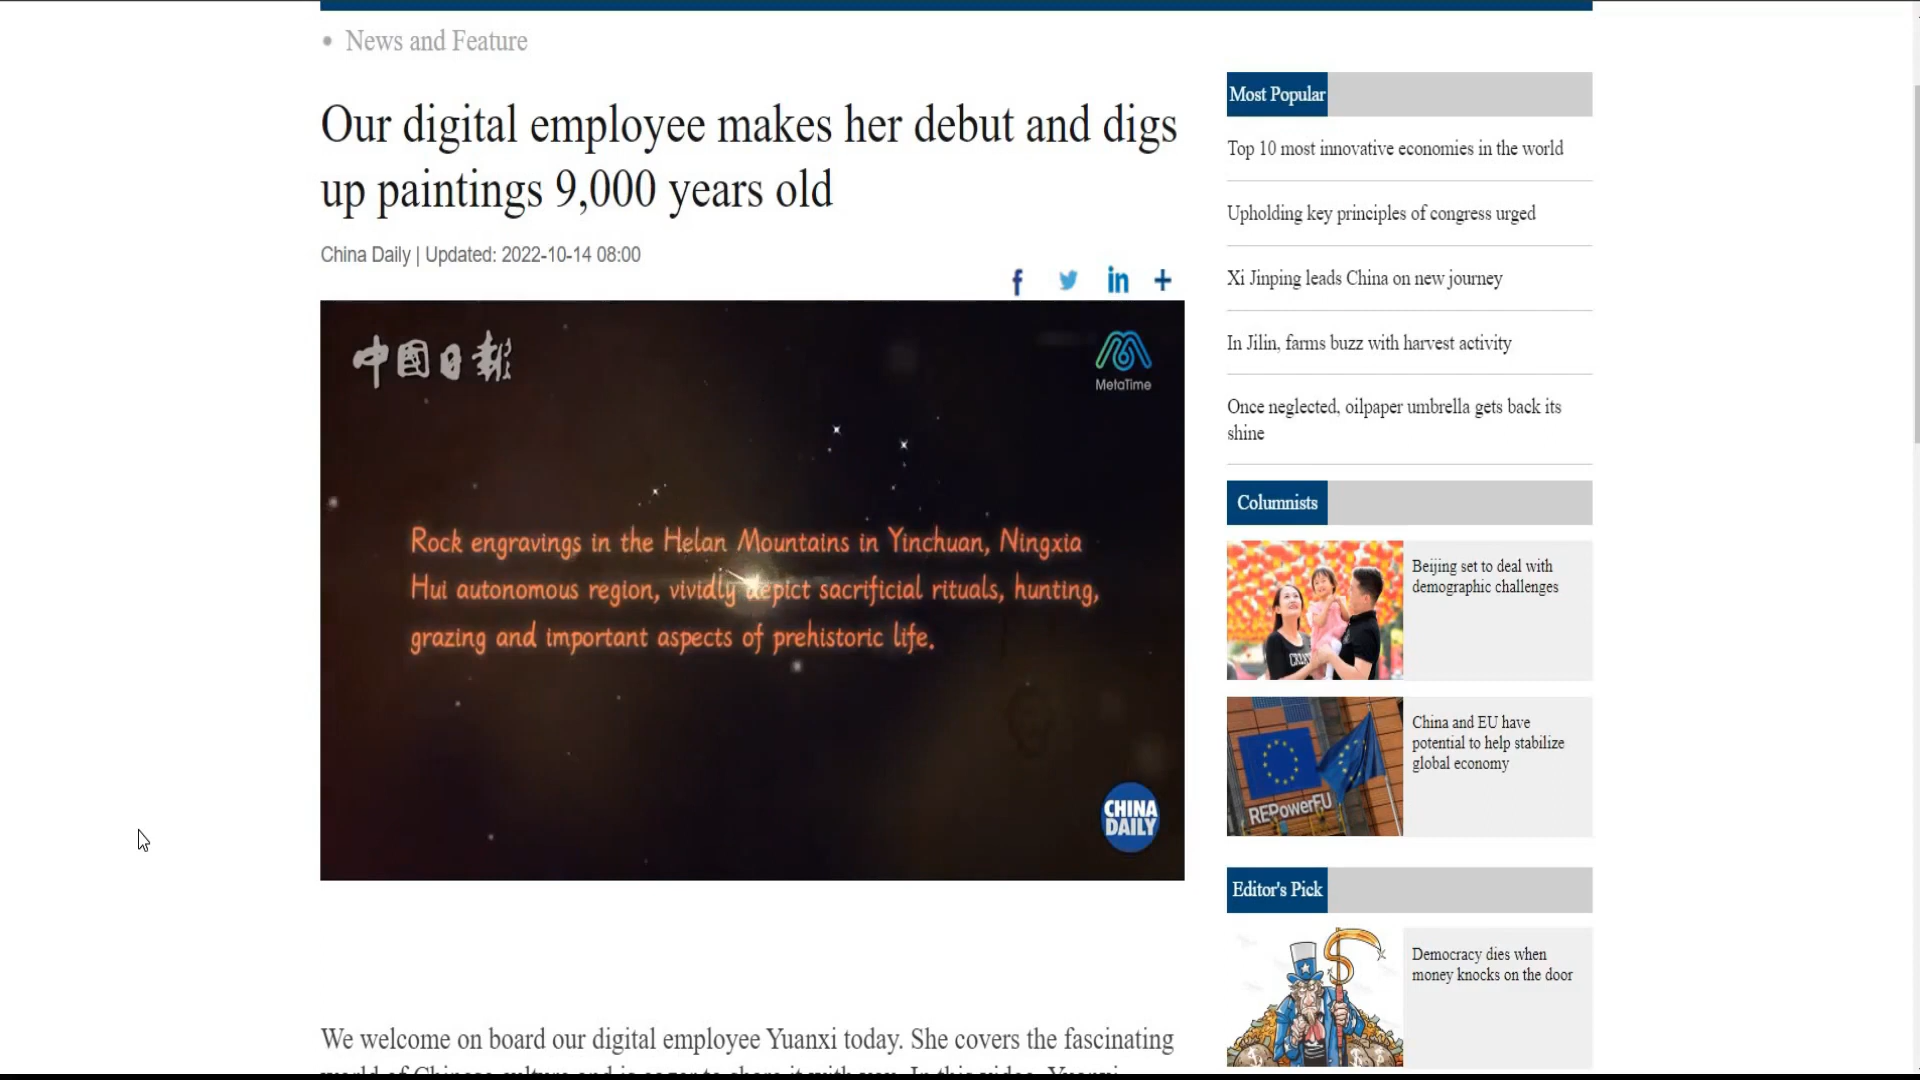 News and Feature
Our digital employee makes her debut and digs
up paintings 9,000 years old
China Daily | Updated: 2022-10-14 08:00
中國日報
MetaTime
Rock engravings in the Helan Mountains in Yinchuan, Ningxia
Hui autonomous region, vividly depict sacrificial rituals, hunting,
grazing and important aspects of prehistoric life.
CHINA
DAILY
We welcome on board our digital employee Yuanxi today. She covers the fascinating
Most Popular
Top 10 most innovative economies in the world
Upholding key principles of congress urged
Xi Jinping leads China on new journey
In Jilin, farms buzz with harvest activity
Once neglected, oilpaper umbrella gets back its
shine
Columnists
Beijing set to deal with
demographic challenges
China and EU have
potential to help stabilize
global economy
REPowerEU
Editor's Pick
Democracy dies when
money knocks on the door